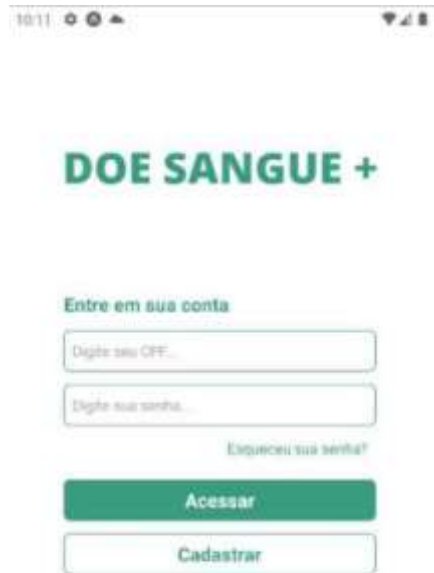 10:11
DOE SANGUE +
Entre em sua conta
Digite seu CPF...
Digite sua senha...
Esqueceu sua senha?
Acessar
Cadastrar